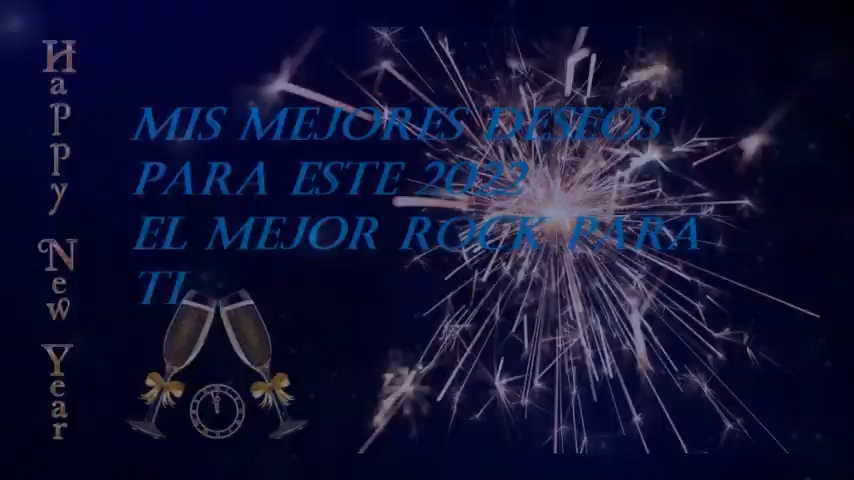 Happy New Year
MIS MEJORES DESEOS
PARA ESTE 2022
EL MEJOR ROCK PARA
TI